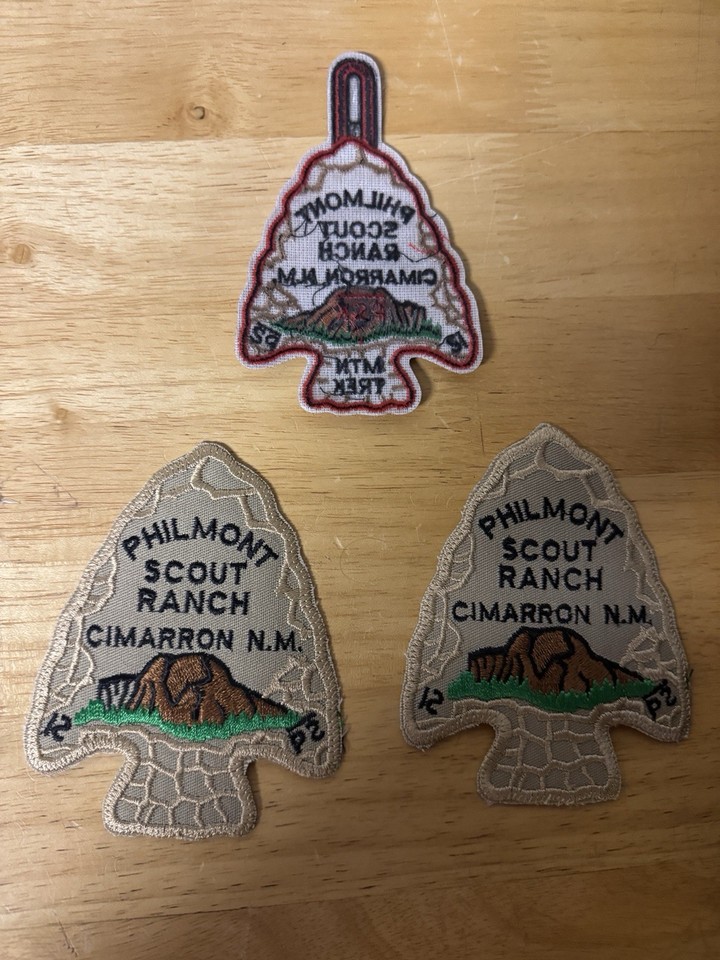 PHILMONT
SCOUT
RANCH
CIMARRON N.M.
MTN
TREK
PHILMONT
SCOUT
RANCH
CIMARRON N.M.
PHILMONT
SCOUT
RANCH
CIMARRON N.M.